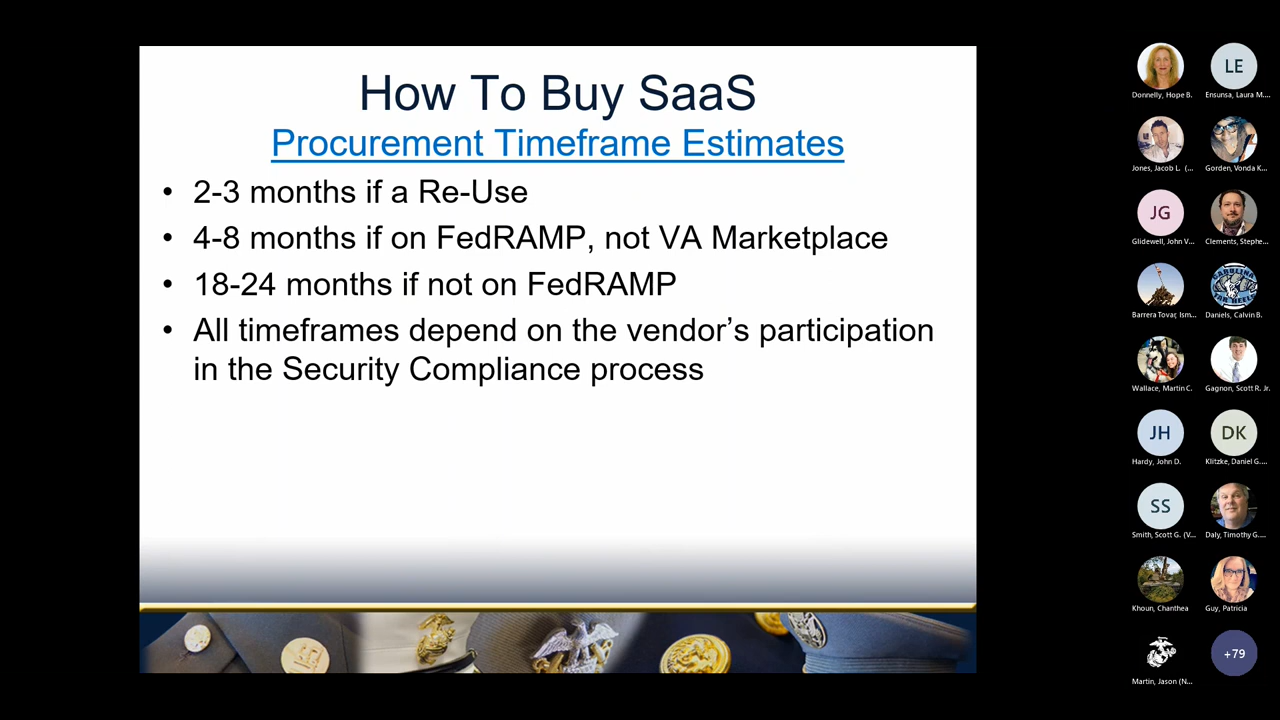 How To Buy SaaS
Procurement Timeframe Estimates
• 2-3 months if a Re-Use
• 4-8 months if on FedRAMP, not VA Marketplace
• 18-24 months if not on FedRAMP
• All timeframes depend on the vendor’s participation
in the Security Compliance process
Donnelly, Hope B.
LE
Ensunsa, Laura M....
Jones, Jacob L. (...
Gorden, Vonda K...
JG
Glidewell, John V...
Clements, Stephe...
Barrera Tovar, Ism...
CAROLINA
TAR HEELS
Daniels, Calvin B.
Wallace, Martin C.
Gagnon, Scott R. Jr.
JH
Hardy, John D.
DK
Klitzke, Daniel G....
SS
Smith, Scott G. (V...
Daly, Timothy G....
Khoun, Chanthea
Guy, Patricia
Martin, Jason (N...
+79